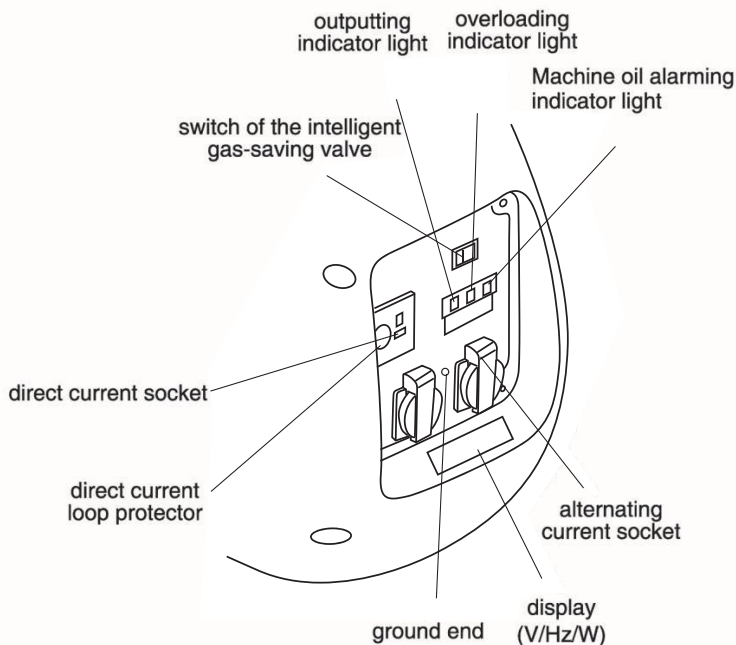 outputting
indicator light
overloading
indicator light
Machine oil alarming
indicator light
switch of the intelligent
gas-saving valve
direct current socket
direct current
loop protector
alternating
current socket
ground end
display
(V/Hz/W)